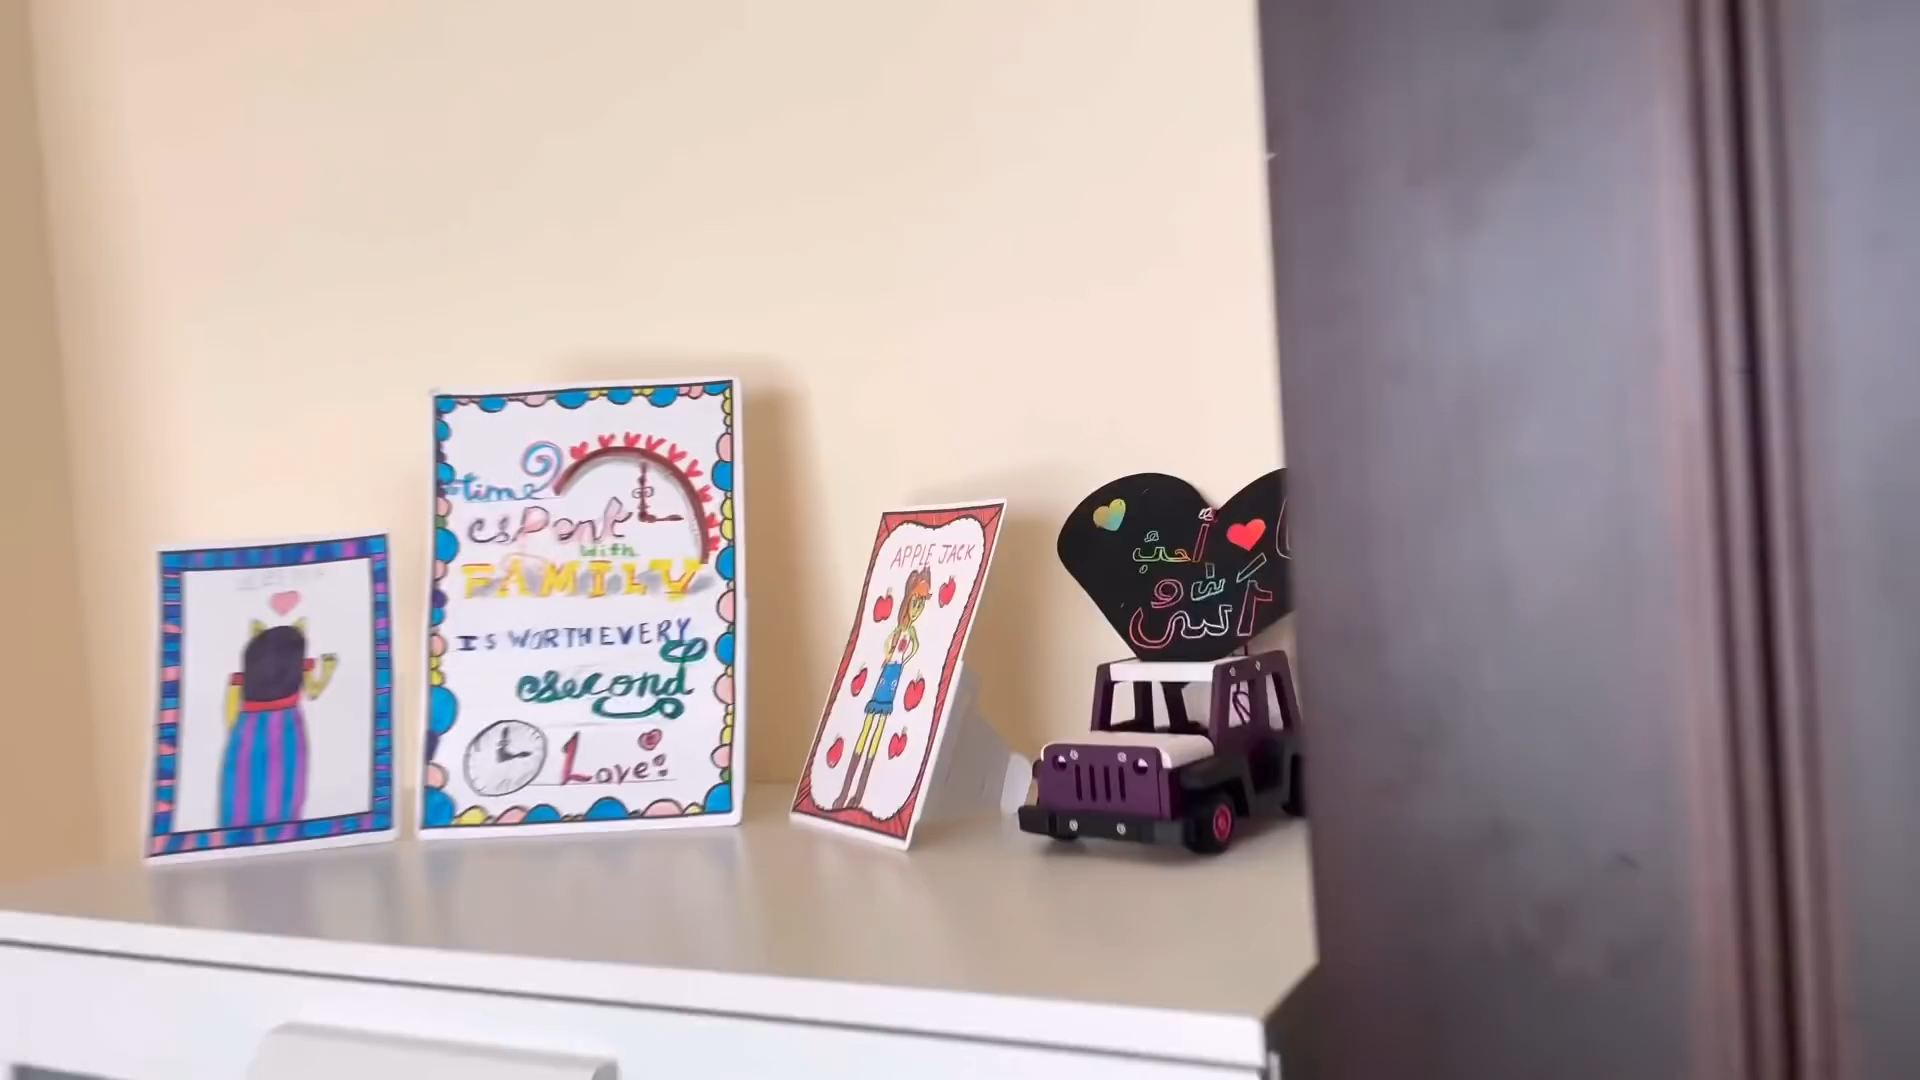 time
spent
with
FAMILY
IS WORTH EVERY
second
Love
APPLE JACK
أحبّ